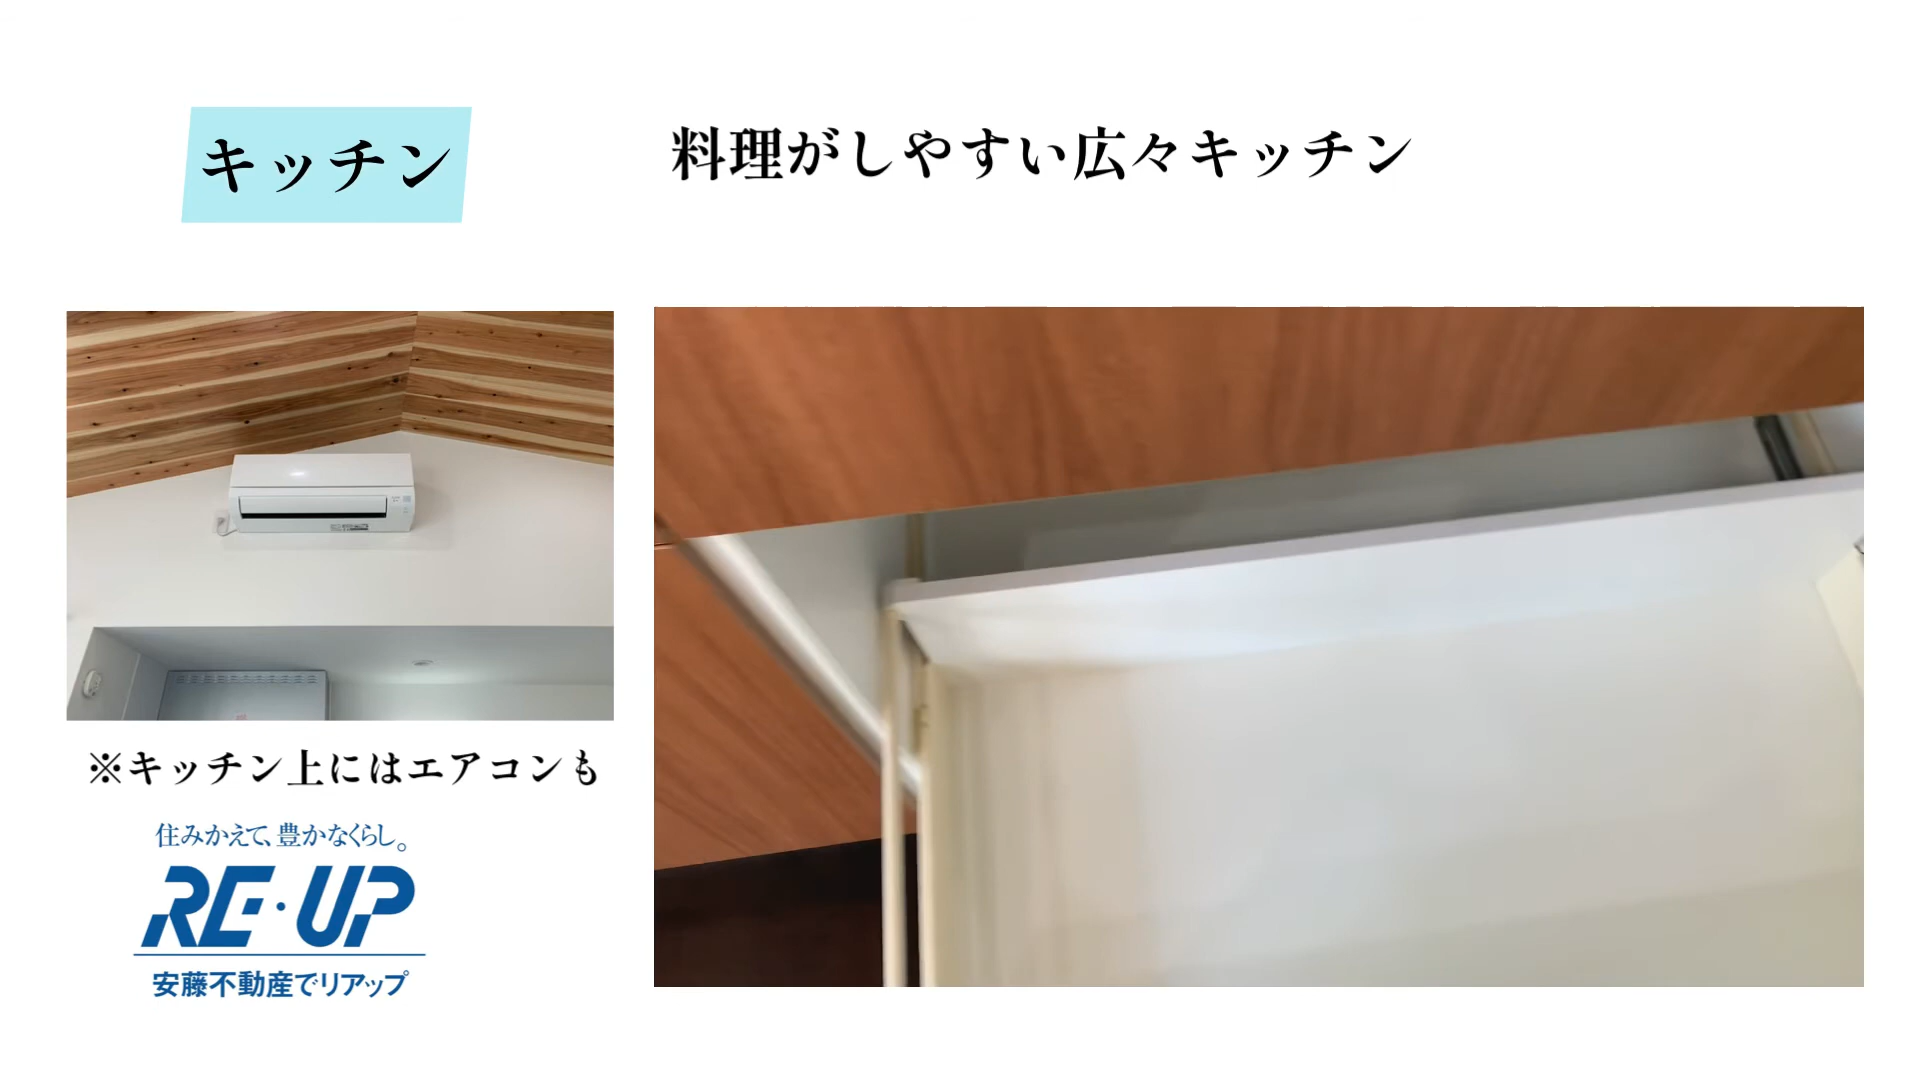 キッチン
料理がしやすい広々キッチン
※キッチン上にはエアコンも
住みかえて、豊かなくらし。
RE・UP
安藤不動産でリアップ